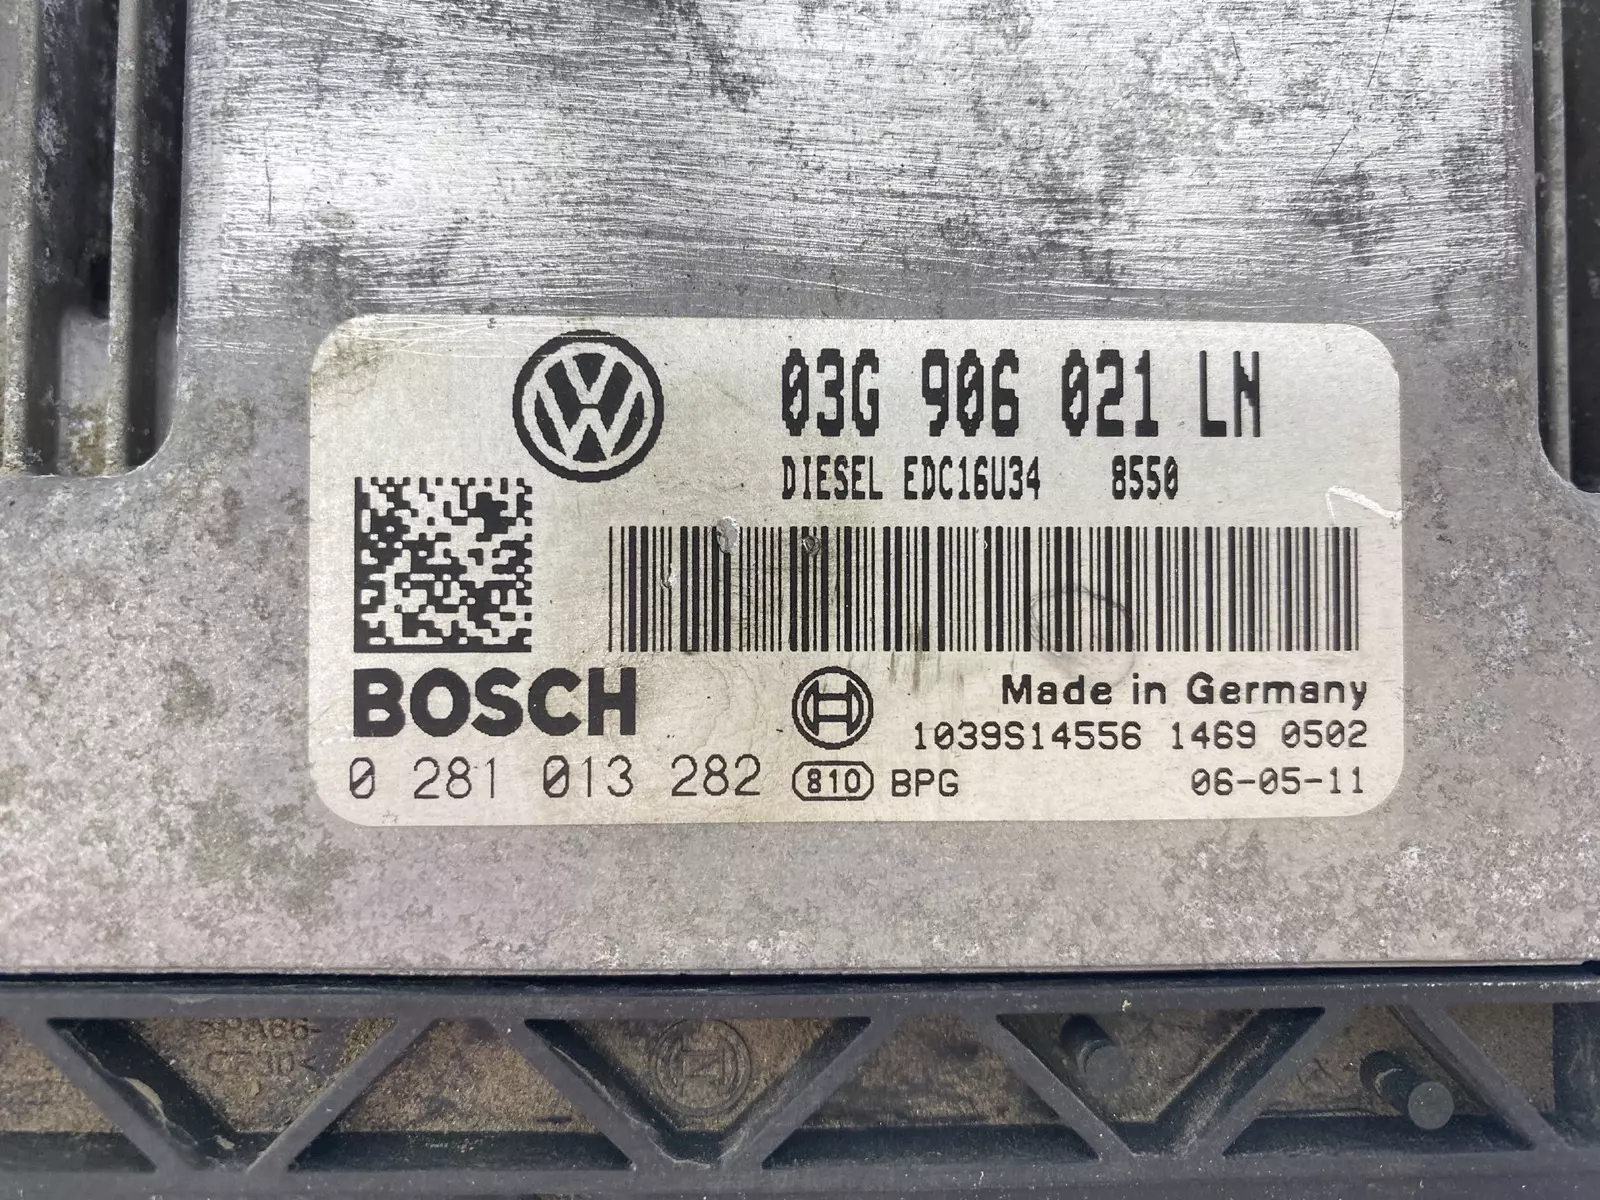 03G 906 021 LN
DIESEL EDC16U34 8550
BOSCH
Made in Germany
1039S14556 1469 0502
0 281 013 282 810 BPG 06-05-11